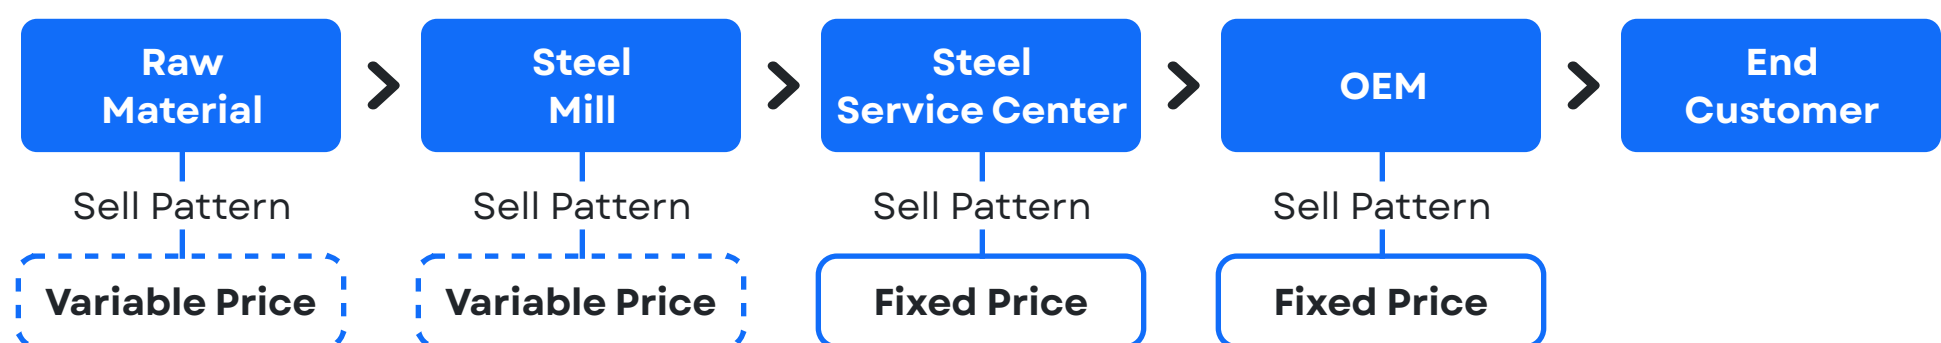 Raw
Material
Steel
Mill
Steel
Service Center
OEM
End
Customer
Sell Pattern
Sell Pattern
Sell Pattern
Sell Pattern
Variable Price
Variable Price
Fixed Price
Fixed Price